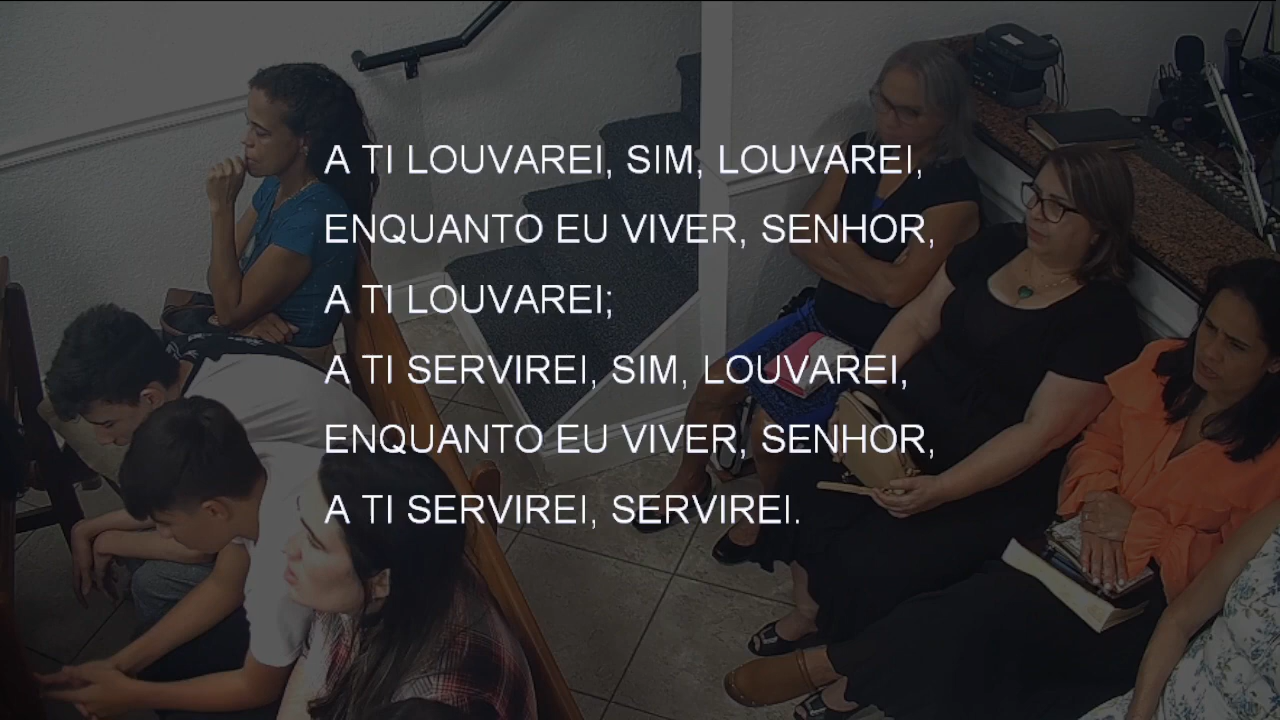 A TI LOUVAREI, SIM, LOUVAREI,
ENQUANTO EU VIVER, SENHOR,
A TI LOUVAREI;
A TI SERVIREI, SIM, LOUVAREI,
ENQUANTO EU VIVER, SENHOR,
A TI SERVIREI, SERVIREI.